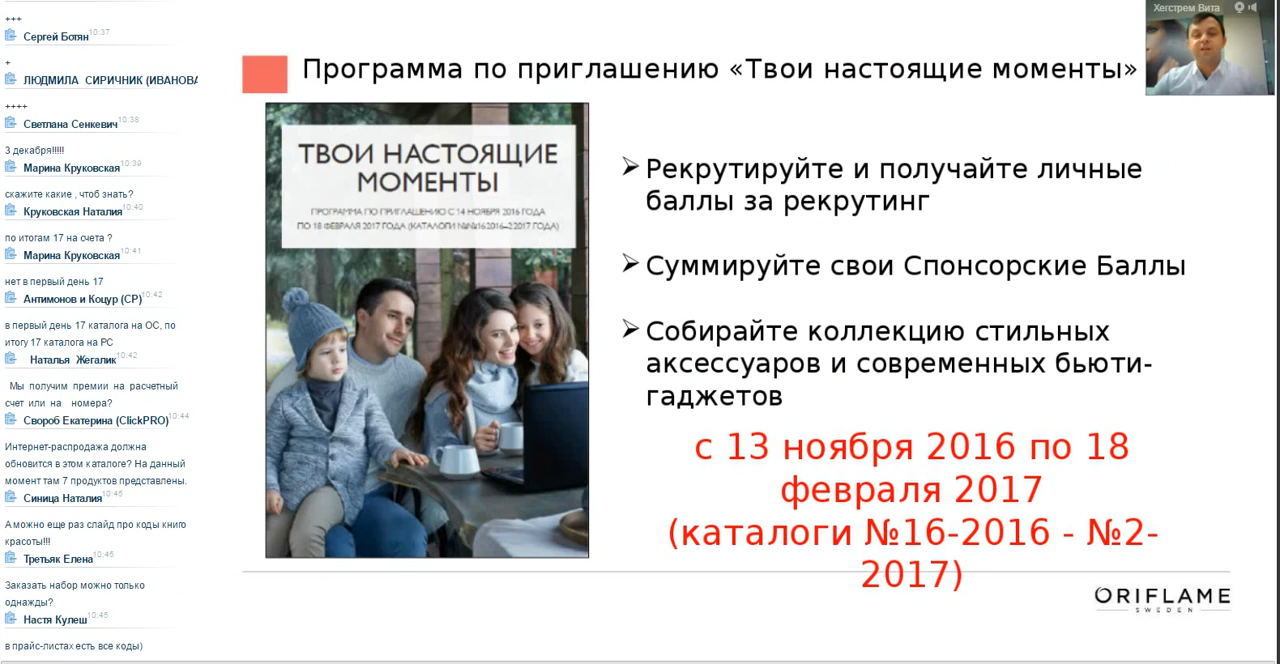 +++
Сергей Ботян 10:37
+
ЛЮДМИЛА СИРИЧНИК (ИВАНОВА
++++
Светлана Сенкевич 10:38
3 декабря!!!!!
Марина Круковская 10:39
скажите какие , чтоб знать?
Круковская Наталия 10:40
по итогам 17 на счета ?
Марина Круковская 10:41
нет в первый день 17
Антимонов и Коцур (СР) 10:42
в первый день 17 каталога на ОС, по
итогу 17 каталога на РС
Наталья Жегалик 10:42
Мы получим премии на расчетный
счет или на номера?
Свороб Екатерина (ClickPRO) 10:44
Интернет-распродажа должна
обновится в этом каталоге? На данный
момент там 7 продуктов представлены.
Синица Наталия 10:45
А можно еще раз слайд про коды книго
красоты!!!
Третьяк Елена 10:45
Заказать набор можно только
однажды?
Настя Кулеш 10:45
в прайс-листах есть все коды)
Программа по приглашению «Твои настоящие моменты»
ТВОИ НАСТОЯЩИЕ
МОМЕНТЫ
ПРОГРАММА ПО ПРИГЛАШЕНИЮ С 14 НОЯБРЯ 2016 ГОДА
ПО 18 ФЕВРАЛЯ 2017 ГОДА (КАТАЛОГИ №№16 2016–2 2017 ГОДА)
Рекрутируйте и получайте личные
баллы за рекрутинг
Суммируйте свои Спонсорские Баллы
Собирайте коллекцию стильных
аксессуаров и современных бьюти-
гаджетов
с 13 ноября 2016 по 18
февраля 2017
(каталоги №16-2016 - №2-
2017)
ORIFLAME
SWEDEN
Хегстрем Вита